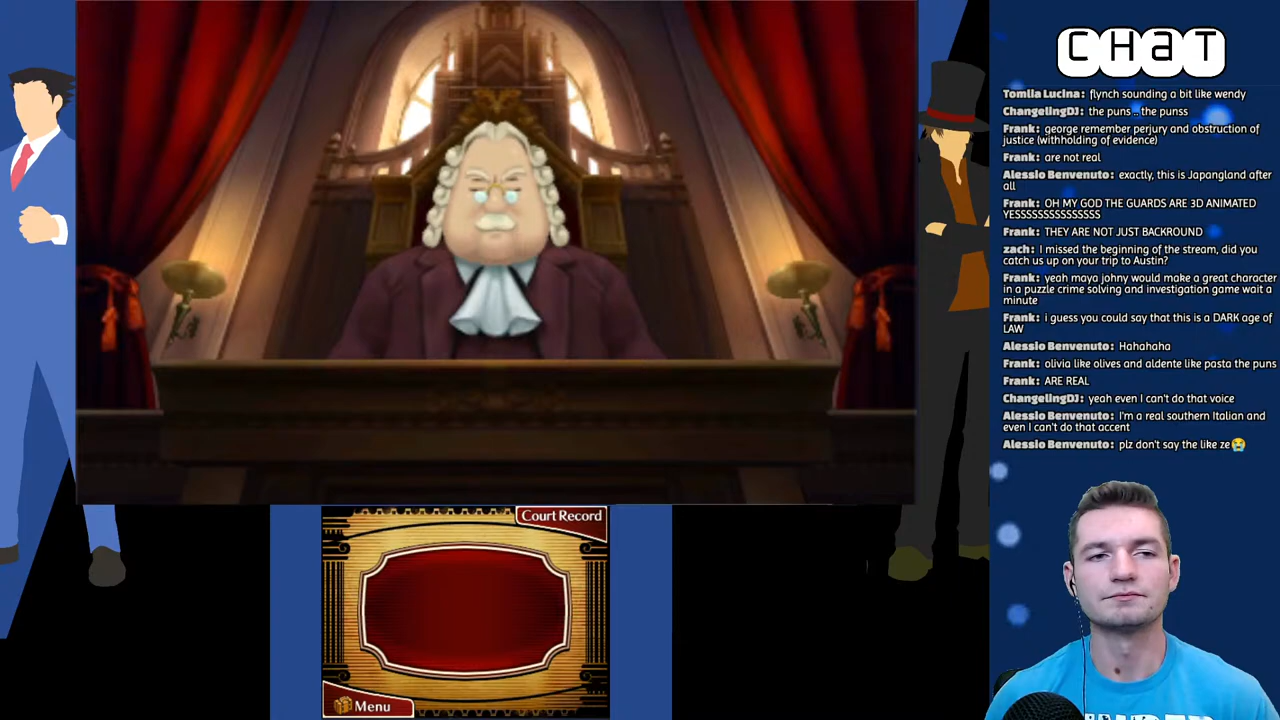 CHaT
Tomlia Lucina: flynch sounding a bit like wendy
ChangelingDJ: the puns .. the punss
Frank: george remember perjury and obstruction of
justice (withholding of evidence)
Frank: are not real
Alessio Benvenuto: exactly, this is Japangland after
all
Frank: OH MY GOD THE GUARDS ARE 3D ANIMATED
YESSSSSSSSSSSSSS
Frank: THEY ARE NOT JUST BACKROUND
zach: I missed the beginning of the stream, did you
catch us up on your trip to Austin?
Frank: yeah maya johny would make a great character
in a puzzle crime solving and investigation game wait a
minute
Frank: i guess you could say that this is a DARK age of
LAW
Alessio Benvenuto: Hahahaha
Frank: olivia like olives and aldente like pasta the puns
Frank: ARE REAL
ChangelingDJ: yeah even I can't do that voice
Alessio Benvenuto: I'm a real southern Italian and
even I can't do that accent
Alessio Benvenuto: plz don't say the like ze😭
Court Record
Menu